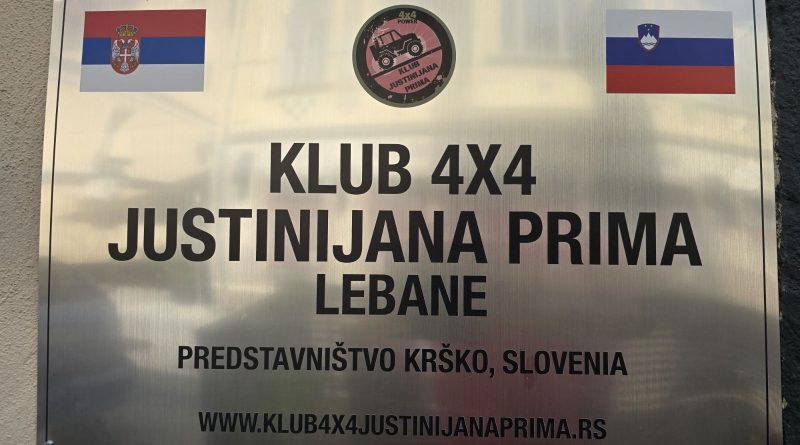 4x4
POWER
KLUB
JUSTINIJANA
PRIMA
KLUB 4X4
JUSTINIJANA PRIMA
LEBANE
PREDSTAVNIŠTVO KRŠKO, SLOVENIA
WWW.KLUB4X4JUSTINIJANAPRIMA.RS